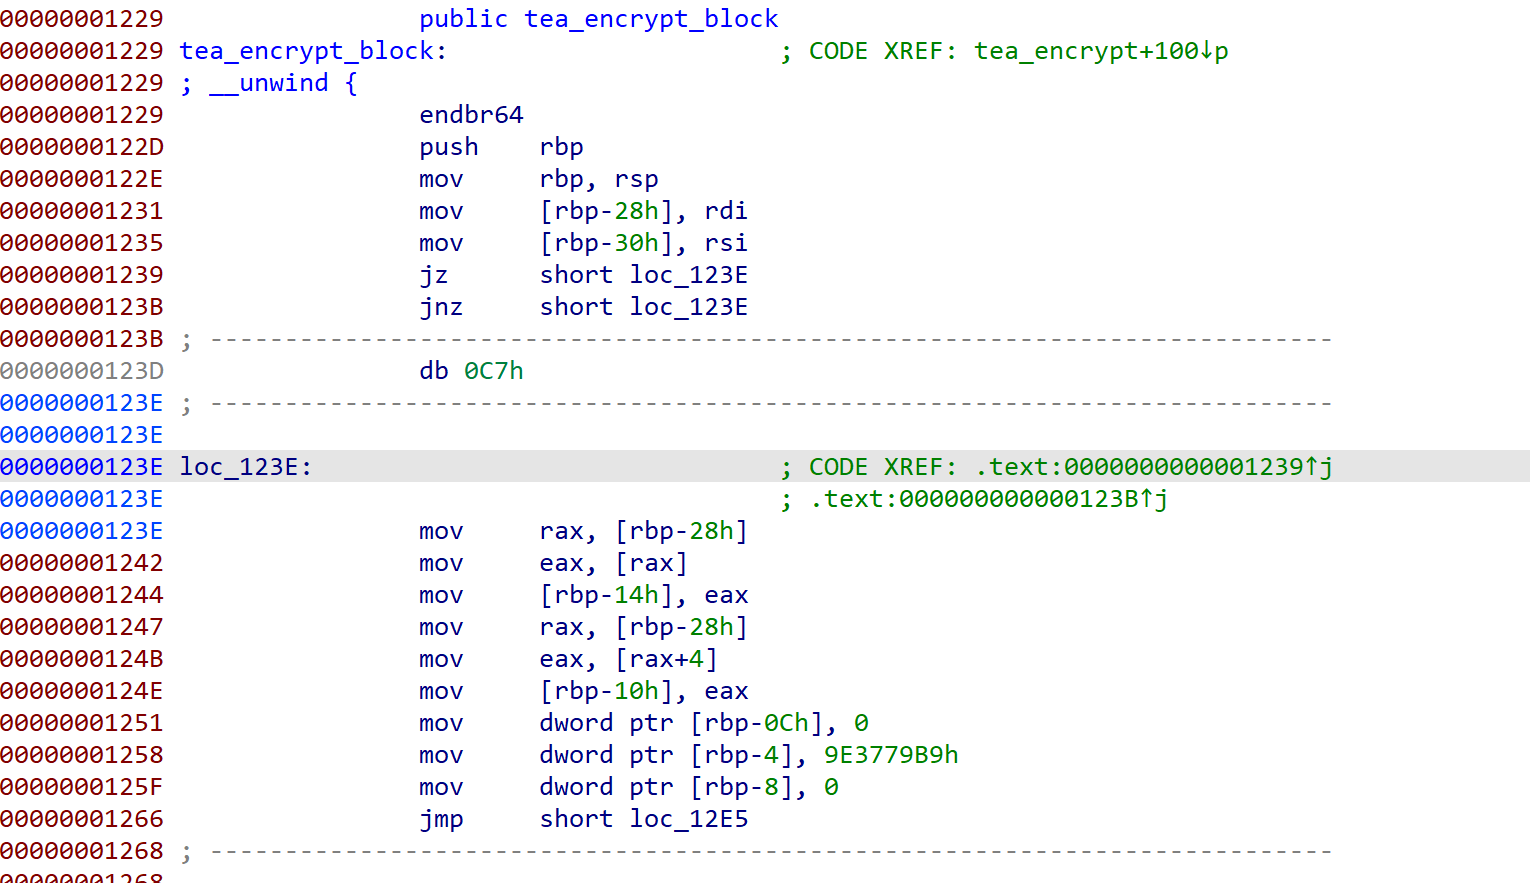 00000001229                 public tea_encrypt_block
00000001229 tea_encrypt_block:                      ; CODE XREF: tea_encrypt+100↓p
00000001229 ; __unwind {
00000001229                 endbr64
0000000122D                 push    rbp
0000000122E                 mov     rbp, rsp
00000001231                 mov     [rbp-28h], rdi
00000001235                 mov     [rbp-30h], rsi
00000001239                 jz      short loc_123E
0000000123B                 jnz     short loc_123E
0000000123B ; ---------------------------------------------------------------------------
0000000123D                 db 0C7h
0000000123E ; ---------------------------------------------------------------------------
0000000123E
0000000123E loc_123E:                               ; CODE XREF: .text:0000000000001239↑j
0000000123E                                         ; .text:000000000000123B↑j
0000000123E                 mov     rax, [rbp-28h]
00000001242                 mov     eax, [rax]
00000001244                 mov     [rbp-14h], eax
00000001247                 mov     rax, [rbp-28h]
0000000124B                 mov     eax, [rax+4]
0000000124E                 mov     [rbp-10h], eax
00000001251                 mov     dword ptr [rbp-0Ch], 0
00000001258                 mov     dword ptr [rbp-4], 9E3779B9h
0000000125F                 mov     dword ptr [rbp-8], 0
00000001266                 jmp     short loc_12E5
00000001268 ; ---------------------------------------------------------------------------
00000001268